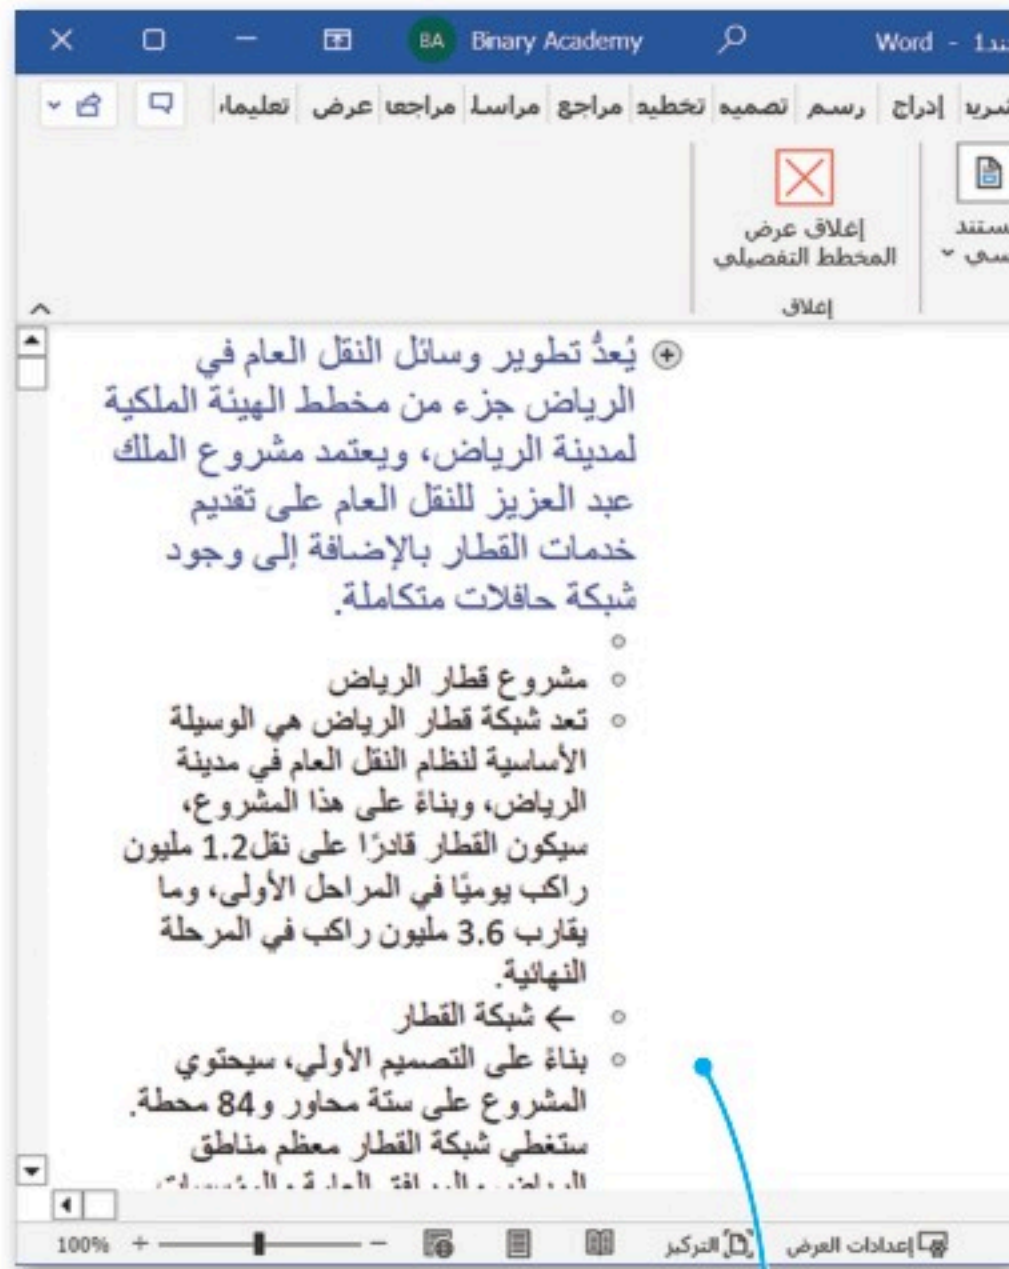 Word - Binary Academy BA
إدراج رسم تصميم تخطيط مراجع مراسلا مراجعا عرض تعليمان
إغلاق عرض
المخطط التفصيلي
إغلاق
يُعدُّ تطوير وسائل النقل العام في
الرياض جزء من مخطط الهيئة الملكية
لمدينة الرياض، ويعتمد مشروع الملك
عبد العزيز للنقل العام على تقديم
خدمات القطار بالإضافة إلى وجود
شبكة حافلات متكاملة.
مشروع قطار الرياض
تعد شبكة قطار الرياض هي الوسيلة
الأساسية لنظام النقل العام في مدينة
الرياض، وبناءً على هذا المشروع،
سيكون القطار قادرًا على نقل1.2 مليون
راكب يوميًا في المراحل الأولى، وما
يقارب 3.6 مليون راكب في المرحلة
النهائية.
← شبكة القطار
بناءً على التصميم الأولي، سيحتوي
المشروع على ستة محاور و84 محطة.
ستغطي شبكة القطار معظم مناطق
إعدادات العرض التركيز 100%